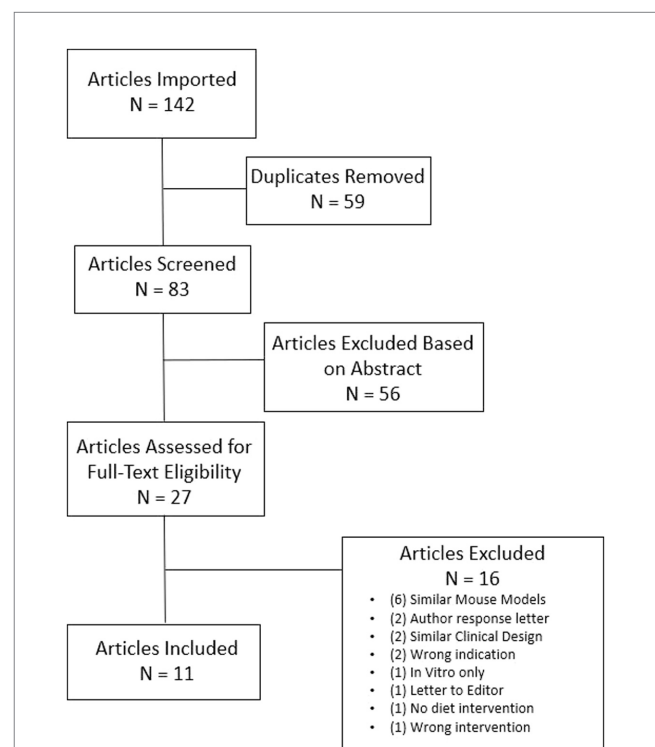 Articles Imported
N = 142
Duplicates Removed
N = 59
Articles Screened
N = 83
Articles Excluded Based
on Abstract
N = 56
Articles Assessed for
Full-Text Eligibility
N = 27
Articles Excluded
N = 16
• (6) Similar Mouse Models
• (2) Author response letter
• (2) Similar Clinical Design
• (2) Wrong indication
• (1) In Vitro only
• (1) Letter to Editor
• (1) No diet intervention
• (1) Wrong intervention
Articles Included
N = 11